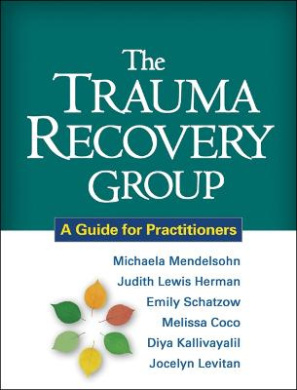 The
TRAUMA
RECOVERY
GROUP
A Guide for Practitioners
Michaela Mendelsohn
Judith Lewis Herman
Emily Schatzow
Melissa Coco
Diya Kallivayalil
Jocelyn Levitan